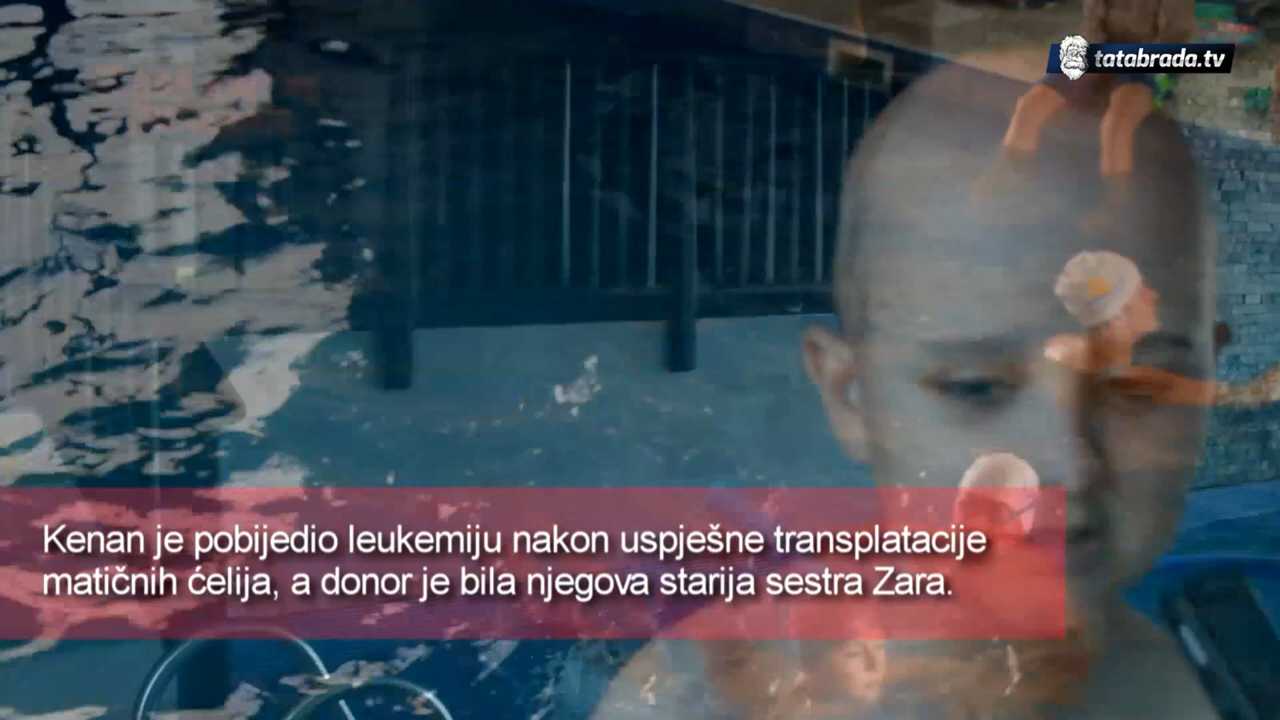 tatabrada.tv
Kenan je pobijedio leukemiju nakon uspješne transplatacije
matičnih ćelija, a donor je bila njegova starija sestra Zara.